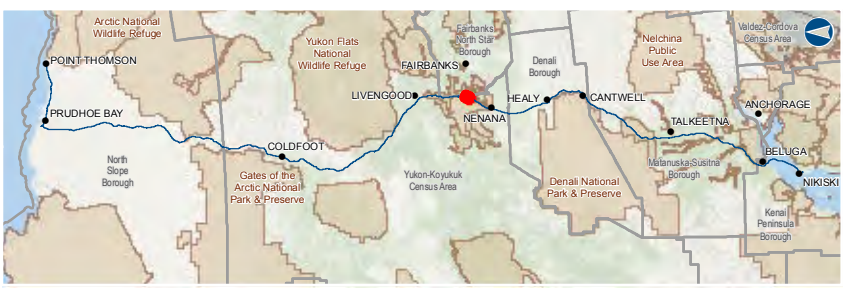 Arctic National
Wildlife Refuge
POINT THOMSON
PRUDHOE BAY
North
Slope
Borough
COLDFOOT
Gates of the
Arctic National
Park & Preserve
Yukon Flats
National
Wildlife Refuge
LIVENGOOD
Fairbanks
North Star
Borough
FAIRBANKS
NENANA
Yukon-Koyukuk
Census Area
Denali
Borough
HEALY
CANTWELL
Denali National
Park & Preserve
Nelchina
Public
Use Area
TALKEETNA
Matanuska-Susitna
Borough
Valdez-Cordova
Census Area
ANCHORAGE
BELUGA
NIKISKI
Kenai
Peninsula
Borough